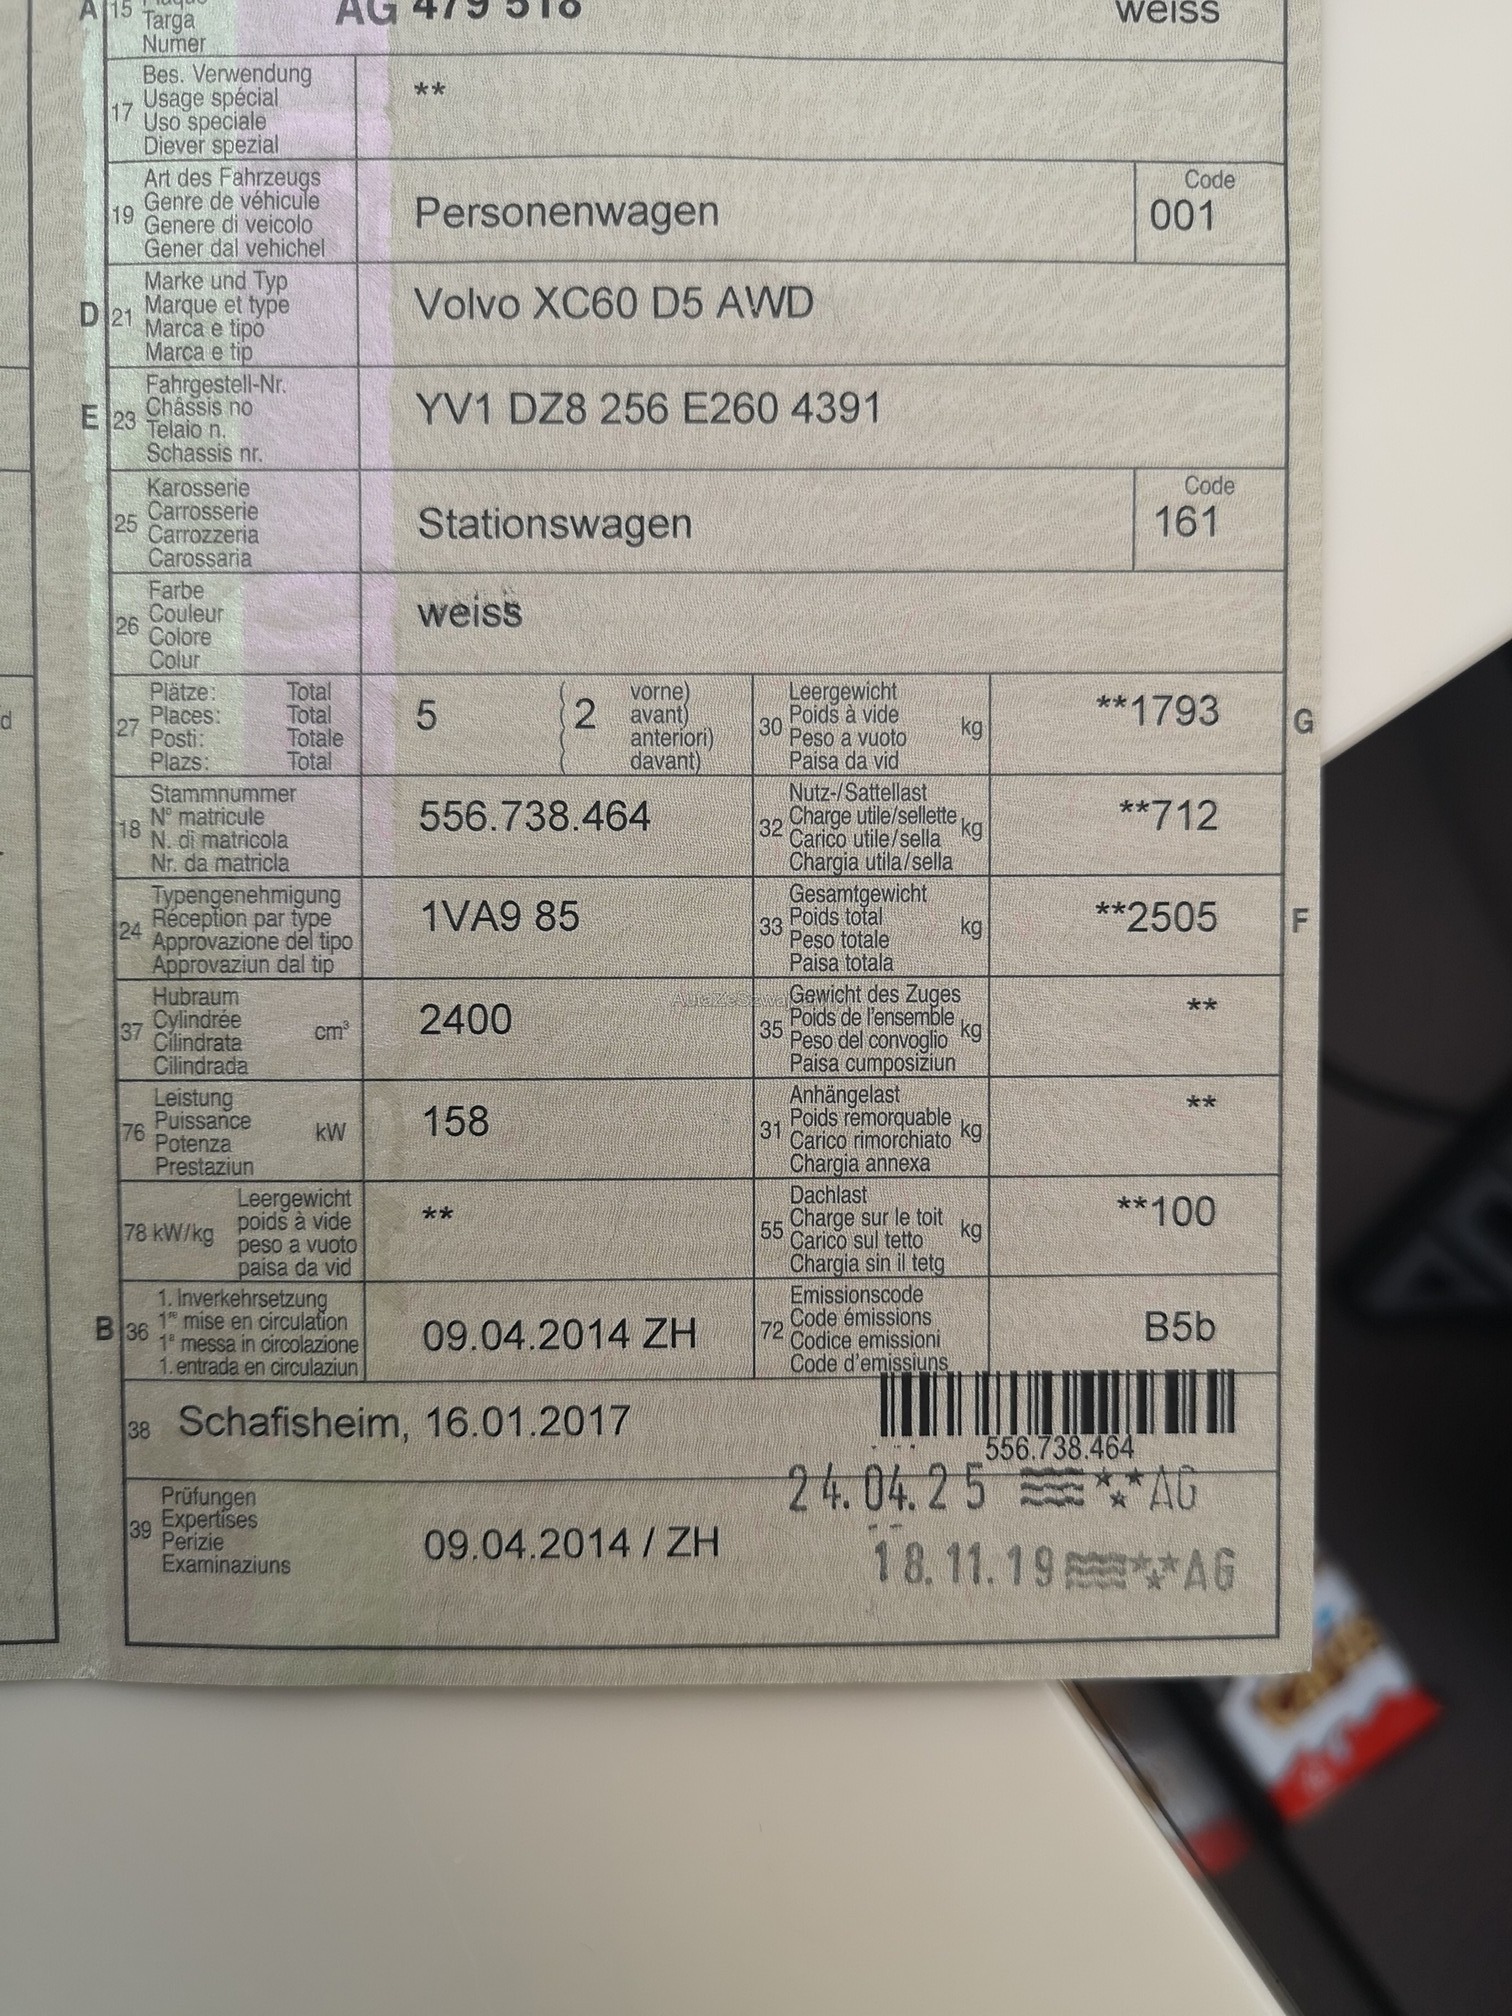 A 15 Targa AG 479 518 weiss
Numer
17 Bes. Verwendung
Usage spécial
Uso speciale
Diever spezial
**
19 Art des Fahrzeugs
Genre de véhicule
Genere di veicolo
Gener dal vehichel
Personenwagen
Code
001
D 21 Marke und Typ
Marque et type
Marca e tipo
Marca e tip
Volvo XC60 D5 AWD
E 23 Fahrgestell-Nr.
Châssis no
Telaio n.
Schassis nr.
YV1 DZ8 256 E260 4391
25 Karosserie
Carrosserie
Carrozzeria
Carossaria
Stationswagen
Code
161
26 Farbe
Couleur
Colore
Colur
weiss
27 Plätze: Total
Places: Total
Posti: Totale
Plazs: Total
5 ( 2 vorne)
( avant)
( anteriori)
( davant)
30 Leergewicht
Poids à vide
Peso a vuoto
Paisa da vid
kg
**1793 G
d
18 Stammnummer
N° matricule
N. di matricola
Nr. da matricla
556.738.464
32 Nutz-/Sattellast
Charge utile/sellette
Carico utile/sella
Chargia utila/sella
kg
**712
24 Typengenehmigung
Réception par type
Approvazione del tipo
Approvaziun dal tip
1VA9 85
33 Gesamtgewicht
Poids total
Peso totale
Paisa totala
kg
**2505 F
37 Hubraum
Cylindrée
Cilindrata
Cilindrada
cm³
2400
35 Gewicht des Zuges
Poids de l'ensemble
Peso del convoglio
Paisa cumposiziun
kg
**
76 Leistung
Puissance
Potenza
Prestaziun
kW
158
31 Anhängelast
Poids remorquable
Carico rimorchiato
Chargia annexa
kg
**
78 kW/kg Leergewicht
poids à vide
peso a vuoto
paisa da vid
**
55 Dachlast
Charge sur le toit
Carico sul tetto
Chargia sin il tetg
kg
**100
B 36 1. Inverkehrsetzung
1re mise en circulation
1a messa in circolazione
1. entrada en circulaziun
09.04.2014 ZH
72 Emissionscode
Code émissions
Codice emissioni
Code d'emissiuns
B5b
38 Schafisheim, 16.01.2017
556.738.464
24.04.25 AG
39 Prüfungen
Expertises
Perizie
Examinaziuns
09.04.2014 / ZH
18.11.19 AG